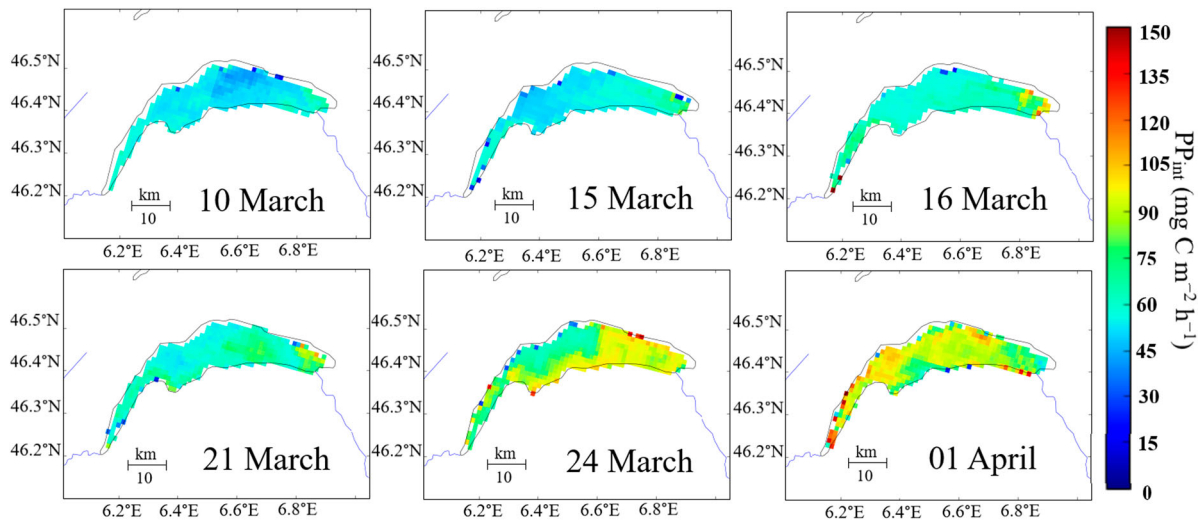 46.5°N
46.4°N
46.3°N
46.2°N
km
10
10 March
6.2°E 6.4°E 6.6°E 6.8°E
46.5°N
46.4°N
46.3°N
46.2°N
km
10
15 March
6.2°E 6.4°E 6.6°E 6.8°E
46.5°N
46.4°N
46.3°N
46.2°N
km
10
16 March
6.2°E 6.4°E 6.6°E 6.8°E
46.5°N
46.4°N
46.3°N
46.2°N
km
10
21 March
6.2°E 6.4°E 6.6°E 6.8°E
46.5°N
46.4°N
46.3°N
46.2°N
km
10
24 March
6.2°E 6.4°E 6.6°E 6.8°E
46.5°N
46.4°N
46.3°N
46.2°N
km
10
01 April
6.2°E 6.4°E 6.6°E 6.8°E
150
135
120
105
90
75
60
45
30
15
0
PPint (mg C m−2 h−1)